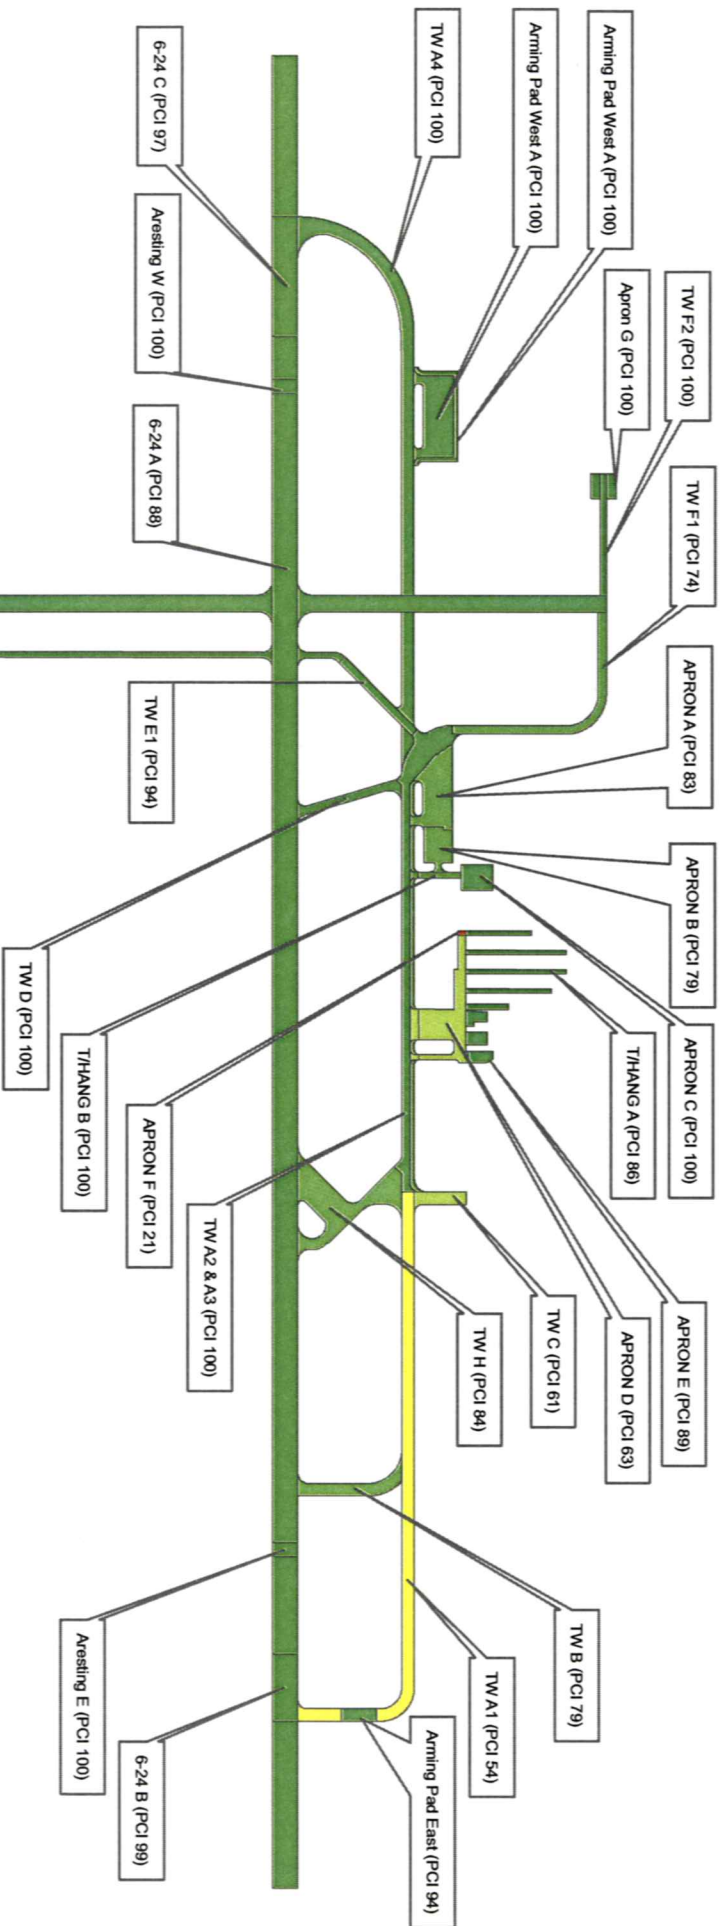 TW F2 (PCI 100)
TW F1 (PCI 74)
APRON A (PCI 83)
APRON B (PCI 79)
APRON C (PCI 100)
APRON E (PCI 89)
Arming Pad West A (PCI 100)
Apron G (PCI 100)
T/HANG A (PCI 86)
APRON D (PCI 63)
Arming Pad West A (PCI 100)
TW C (PCI 61)
TW B (PCI 79)
TW A4 (PCI 100)
TW H (PCI 84)
TW A1 (PCI 54)
Arming Pad East (PCI 94)
6-24 C (PCI 97)
Aresting W (PCI 100)
6-24 A (PCI 88)
TW E1 (PCI 94)
TW D (PCI 100)
T/HANG B (PCI 100)
APRON F (PCI 21)
TW A2 & A3 (PCI 100)
Aresting E (PCI 100)
6-24 B (PCI 99)